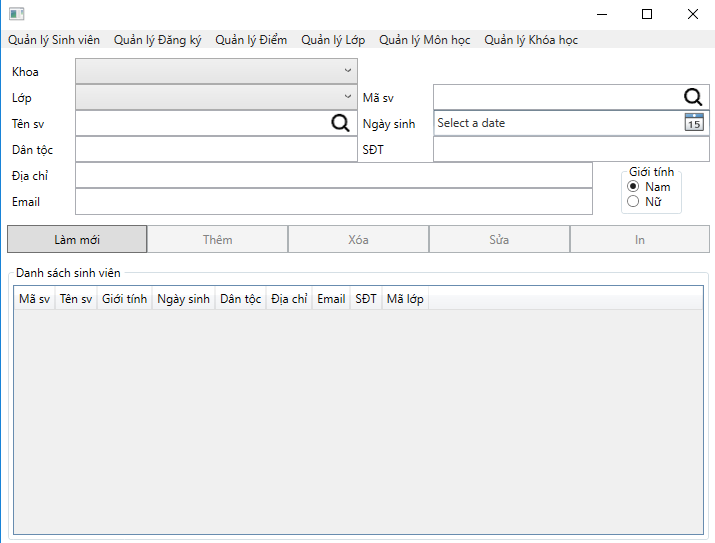 Quản lý Sinh viên Quản lý Đăng ký Quản lý Điểm Quản lý Lớp Quản lý Môn học Quản lý Khóa học
Khoa
Lớp Mã sv
Tên sv Ngày sinh Select a date 15
Dân tộc SĐT
Địa chỉ Giới tính
Nam
Email Nữ
Làm mới Thêm Xóa Sửa In
Danh sách sinh viên
Mã sv Tên sv Giới tính Ngày sinh Dân tộc Địa chỉ Email SĐT Mã lớp